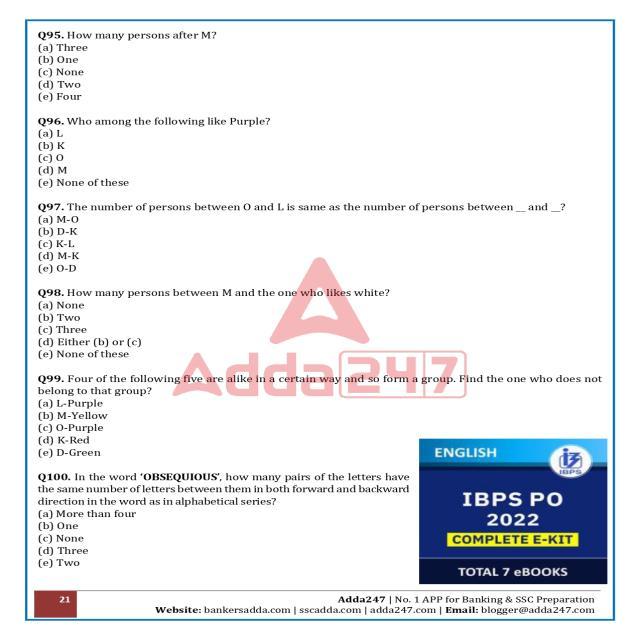 Q95. How many persons after M?
(a) Three
(b) One
(c) None
(d) Two
(e) Four
Q96. Who among the following like Purple?
(a) L
(b) K
(c) O
(d) M
(e) None of these
Q97. The number of persons between O and L is same as the number of persons between __ and __?
(a) M-O
(b) D-K
(c) K-L
(d) M-K
(e) O-D
Q98. How many persons between M and the one who likes white?
(a) None
(b) Two
(c) Three
(d) Either (b) or (c)
(e) None of these
Adda247
Q99. Four of the following five are alike in a certain way and so form a group. Find the one who does not
belong to that group?
(a) L-Purple
(b) M-Yellow
(c) O-Purple
(d) K-Red
(e) D-Green
Q100. In the word 'OBSEQUIOUS', how many pairs of the letters have
the same number of letters between them in both forward and backward
direction in the word as in alphabetical series?
(a) More than four
(b) One
(c) None
(d) Three
(e) Two
ENGLISH
IBPS
IBPS PO
2022
COMPLETE E-KIT
TOTAL 7 eBOOKS
21
Adda247 | No. 1 APP for Banking & SSC Preparation
Website: bankersadda.com | sscadda.com | adda247.com | Email: blogger@adda247.com